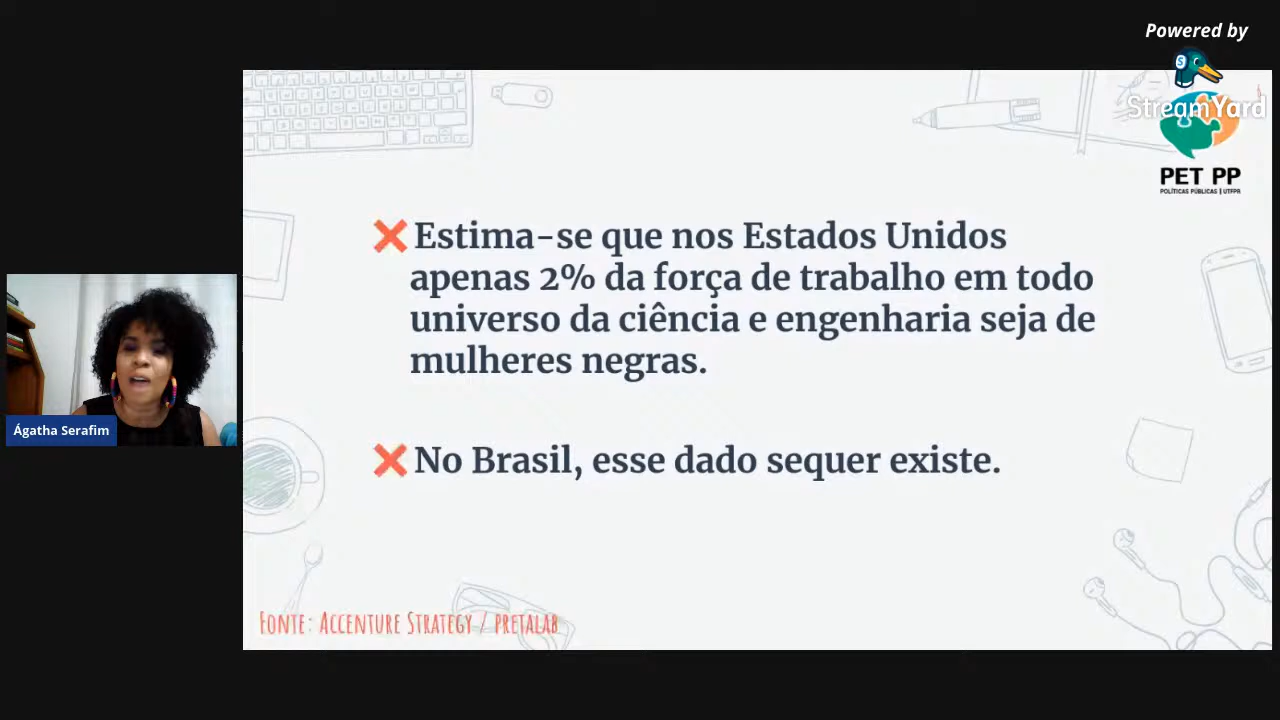 Powered by
StreamYard
PET PP
POLÍTICAS PÚBLICAS | UTFPR
❌Estima-se que nos Estados Unidos
apenas 2% da força de trabalho em todo
universo da ciência e engenharia seja de
mulheres negras.
❌No Brasil, esse dado sequer existe.
Ágatha Serafim
Fonte: Accenture Strategy / pretalab